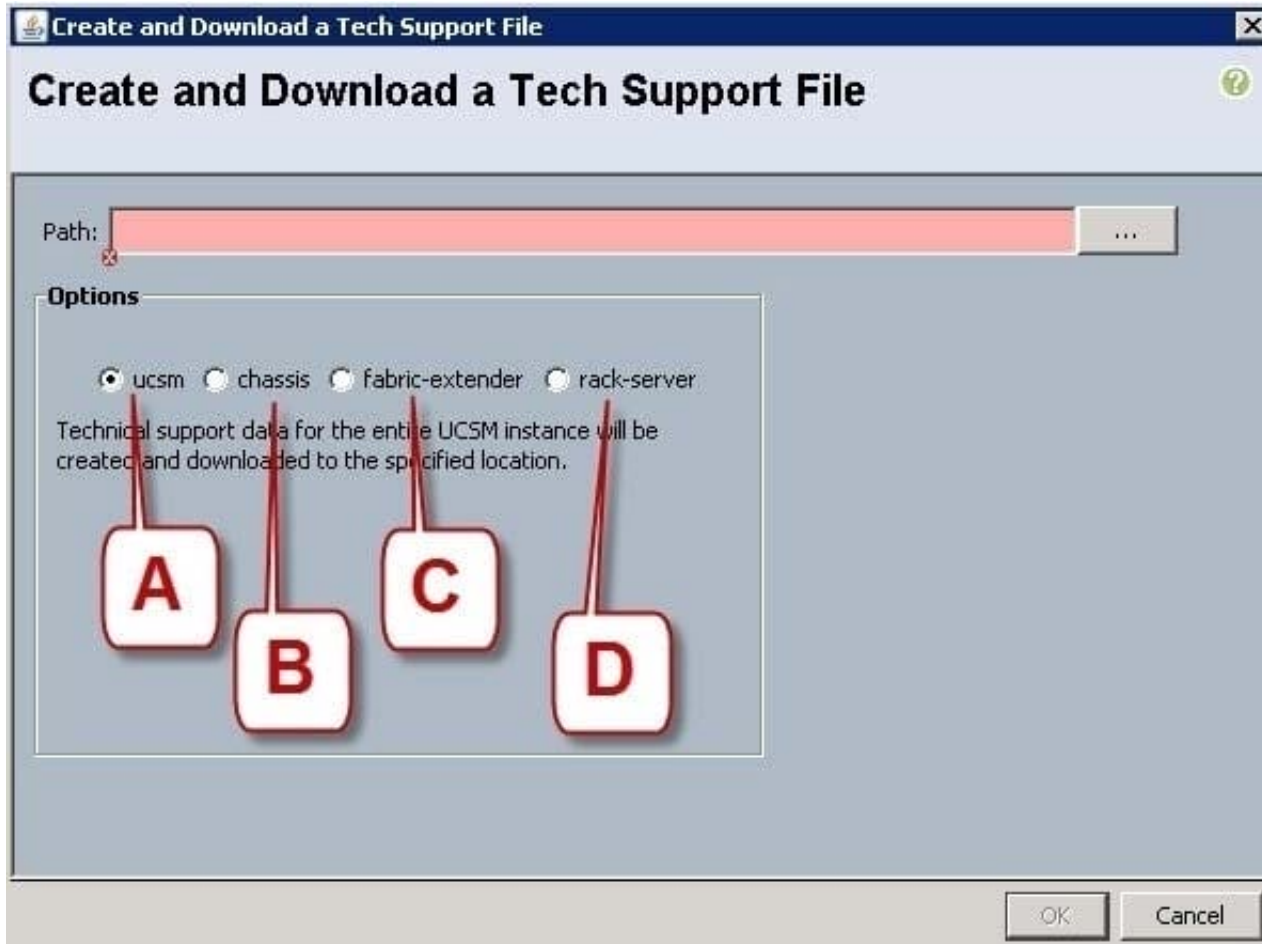 Create and Download a Tech Support File
Create and Download a Tech Support File
?
Path:
...
Options
ucsm chassis fabric-extender rack-server
Technical support data for the entire UCSM instance will be
created and downloaded to the specified location.
A
C
B
D
OK Cancel